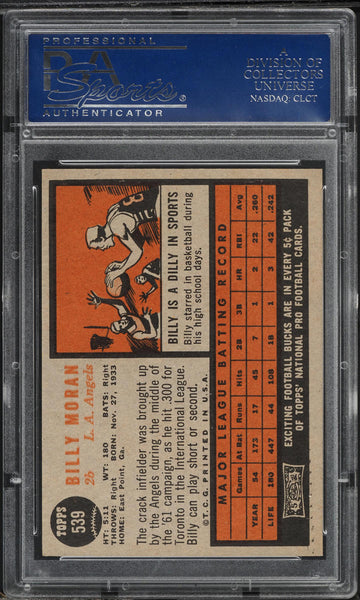 PROFESSIONAL
PSA
Sports
AUTHENTICATOR
A
DIVISION OF
COLLECTORS
UNIVERSE
NASDAQ: CLCT
TOPPS
539
BILLY MORAN
2b L. A. Angels
HT: 5:11 WT: 180 BATS: Right
THROWS: Right BORN: Nov. 27, 1933
HOME: East Point, Ga.
The crack infielder was brought up
by the Angels during the middle of
the '61 campaign, as he hit .300 for
Toronto in the International League.
Billy can play short or second.
©T.C.G. PRINTED IN U.S.A.
BILLY IS A DILLY IN SPORTS
Billy starred in basketball during
his high school days.
MAJOR LEAGUE BATTING RECORD
Games At Bat Runs Hits 2B 3B HR RBI Avg
YEAR 54 173 17 45 7 1 2 22 .260
LIFE 180 447 44 108 18 1 3 42 .242
EXCITING FOOTBALL BUCKS ARE IN EVERY 5¢ PACK
OF TOPPS' NATIONAL PRO FOOTBALL CARDS.